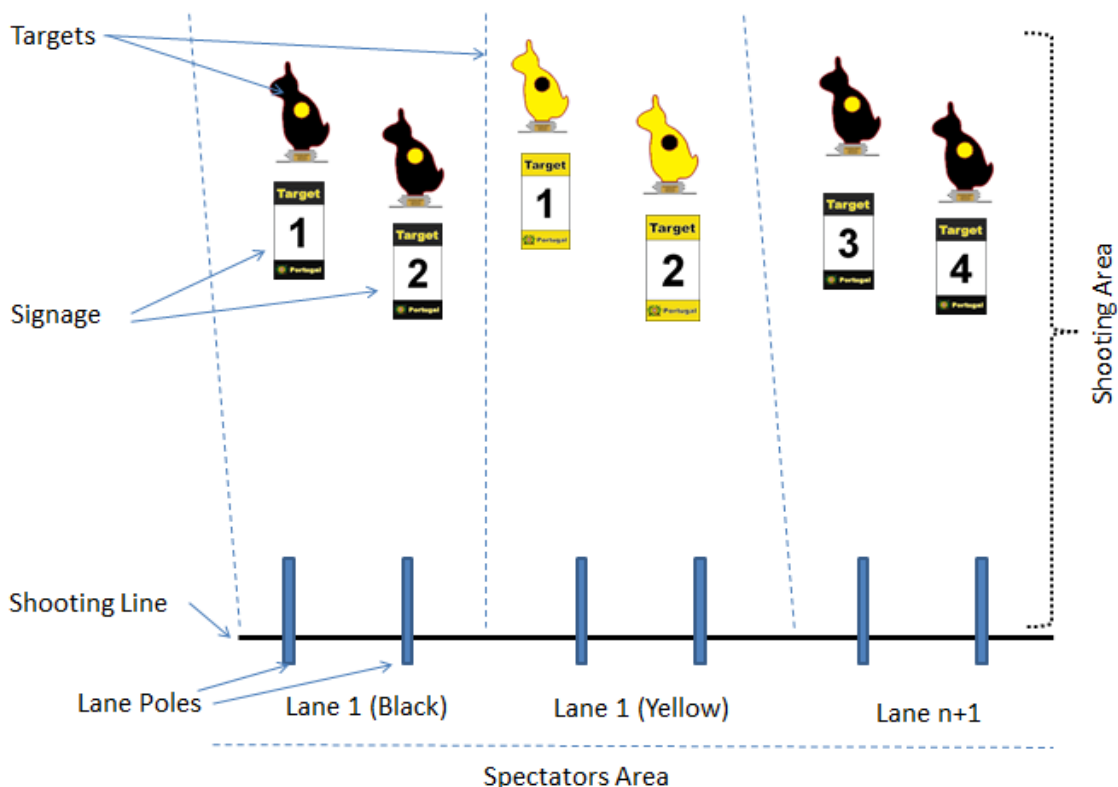 Targets
Target
1
Portugal
Target
2
Portugal
Target
1
Portugal
Target
2
Portugal
Target
3
Portugal
Target
4
Portugal
Signage
Shooting Area
Shooting Line
Lane Poles
Lane 1 (Black)
Lane 1 (Yellow)
Lane n+1
Spectators Area